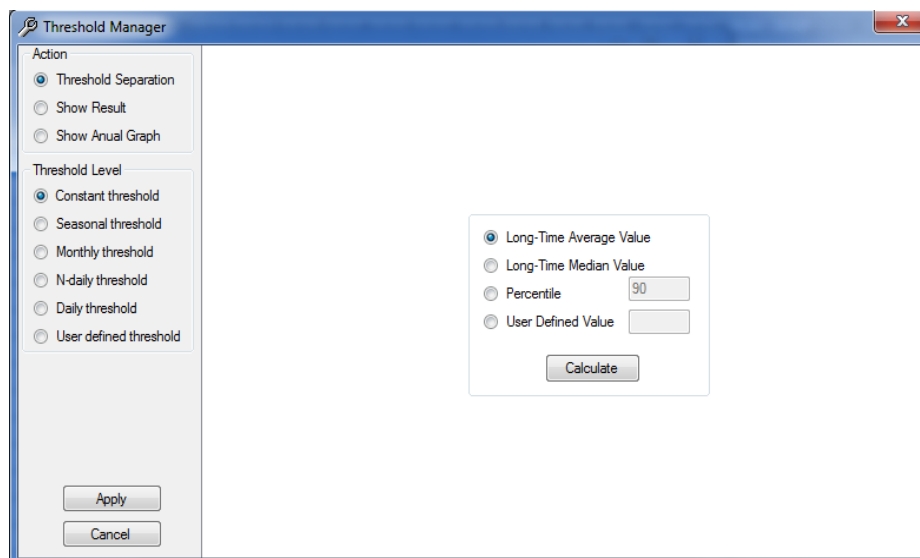 Threshold Manager
X
Action
Threshold Separation
Show Result
Show Anual Graph
Threshold Level
Constant threshold
Seasonal threshold
Monthly threshold
N-daily threshold
Daily threshold
User defined threshold
Apply
Cancel
Long-Time Average Value
Long-Time Median Value
Percentile 90
User Defined Value
Calculate